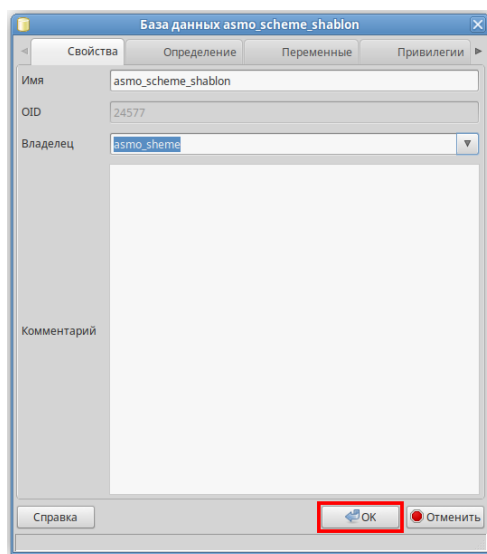 База данных asmo_scheme_shablon
Свойства Определение Переменные Привилегии
Имя asmo_scheme_shablon
OID 24577
Владелец asmo_sheme
Комментарий
Справка OK Отменить